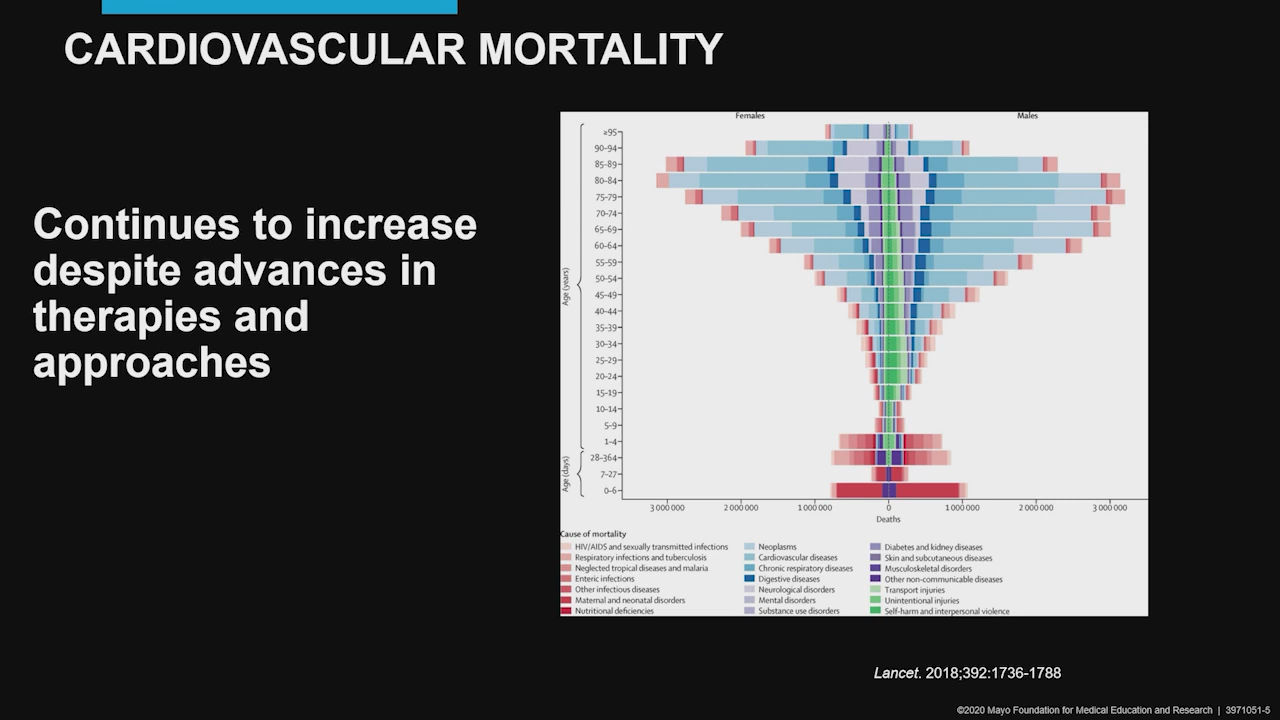 CARDIOVASCULAR MORTALITY
Continues to increase
despite advances in
therapies and
approaches
Females
Males
≥95
90–94
85–89
80–84
75–79
70–74
65–69
60–64
55–59
50–54
45–49
40–44
35–39
30–34
25–29
20–24
15–19
10–14
5–9
1–4
28–364
7–27
0–6
Age (years)
Age (days)
3 000 000
2 000 000
1 000 000
0
1 000 000
2 000 000
3 000 000
Deaths
Cause of mortality
HIV/AIDS and sexually transmitted infections
Respiratory infections and tuberculosis
Neglected tropical diseases and malaria
Enteric infections
Other infectious diseases
Maternal and neonatal disorders
Nutritional deficiencies
Neoplasms
Cardiovascular diseases
Chronic respiratory diseases
Digestive diseases
Neurological disorders
Mental disorders
Substance use disorders
Diabetes and kidney diseases
Skin and subcutaneous diseases
Musculoskeletal disorders
Other non-communicable diseases
Transport injuries
Unintentional injuries
Self-harm and interpersonal violence
Lancet. 2018;392:1736-1788
©2020 Mayo Foundation for Medical Education and Research | 3971051-5